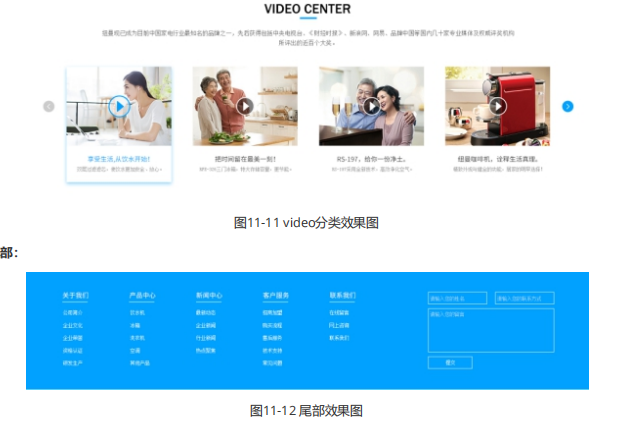 VIDEO CENTER
纽曼现已成为目前中国家电行业最知名的品牌之一，先后获得包括中央电视台、《财经时报》、新浪网、网易、品牌中国等国内几十家专业媒体及权威评奖机构
所评出的近百个大奖。
享受生活,从饮水开始!
把时间留在最美一刻!
RS-197，给你一份净土。
纽曼咖啡机，诠释生活真理。
图11-11 video分类效果图
部：
关于我们 产品中心 新闻中心 客户服务 联系我们
公司简介 饮水机 最新动态 招商加盟 在线留言
企业文化 冰箱 企业新闻 购买流程 网上咨询
洗衣机 行业新闻 售后服务 联系我们
资格认证 空调 热点聚焦 技术支持
研发生产 其他产品 常见问题
请输入您的姓名 请输入您的联系方式
请输入您的留言
提交
图11-12 尾部效果图